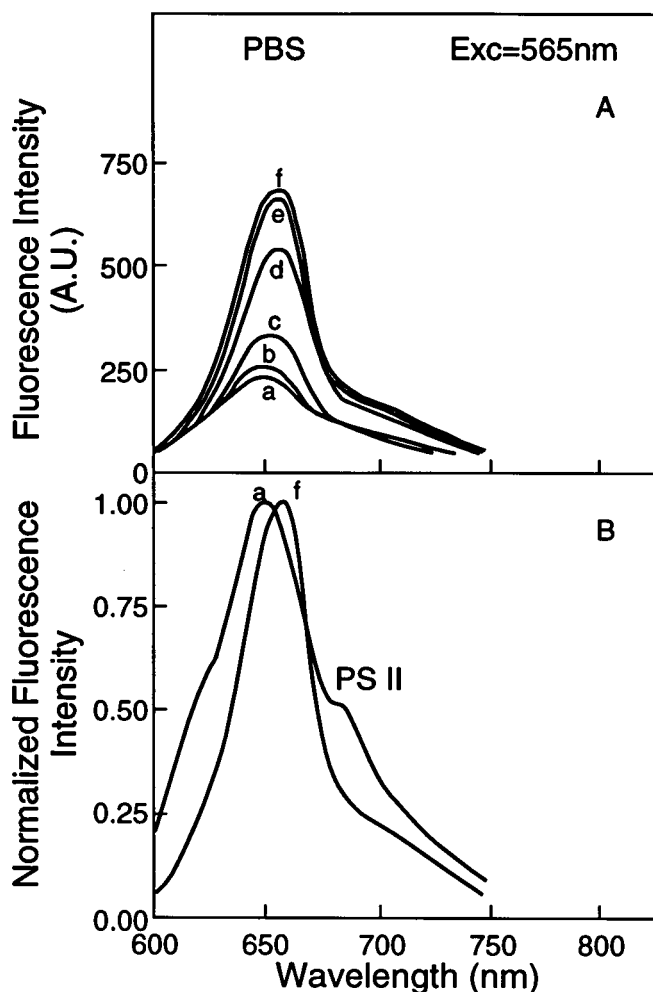 PBS Exc=565nm
A
Fluorescence Intensity
(A.U.)
750
500
250
0
f
e
d
c
b
a
Normalized Fluorescence
Intensity
1.00
0.75
0.50
0.25
0.00
a f
B
PS II
600 650 700 750 800
Wavelength (nm)